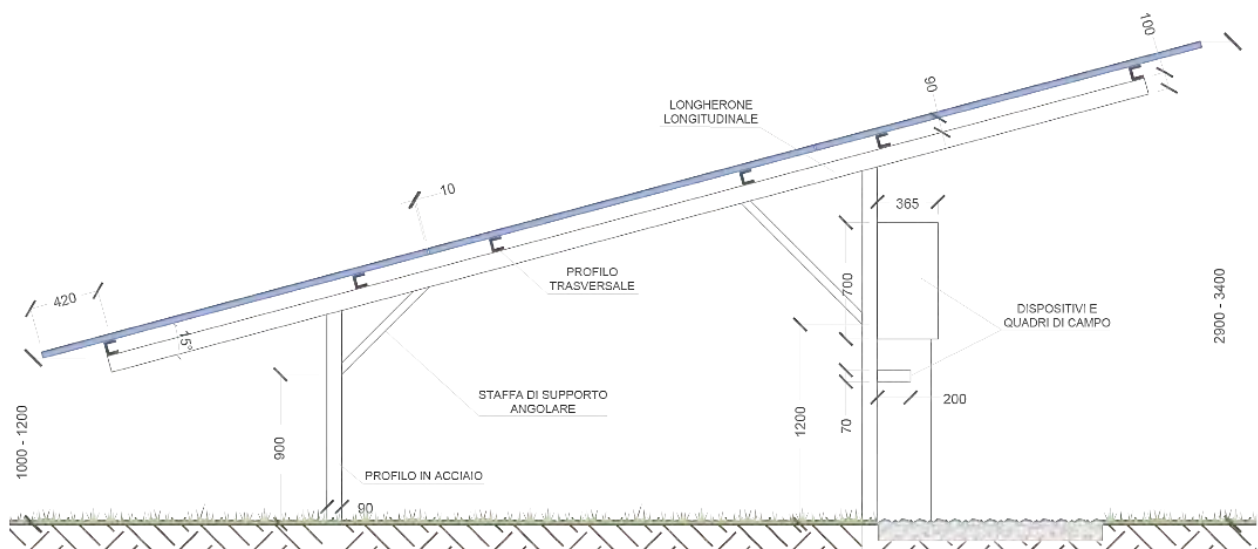 100
90
LONGHERONE
LONGITUDINALE
10
365
PROFILO
TRASVERSALE
420
700
DISPOSITIVI E
QUADRI DI CAMPO
2900 - 3400
15°
STAFFA DI SUPPORTO
ANGOLARE
200
1000 - 1200
900
1200
70
PROFILO IN ACCIAIO
90